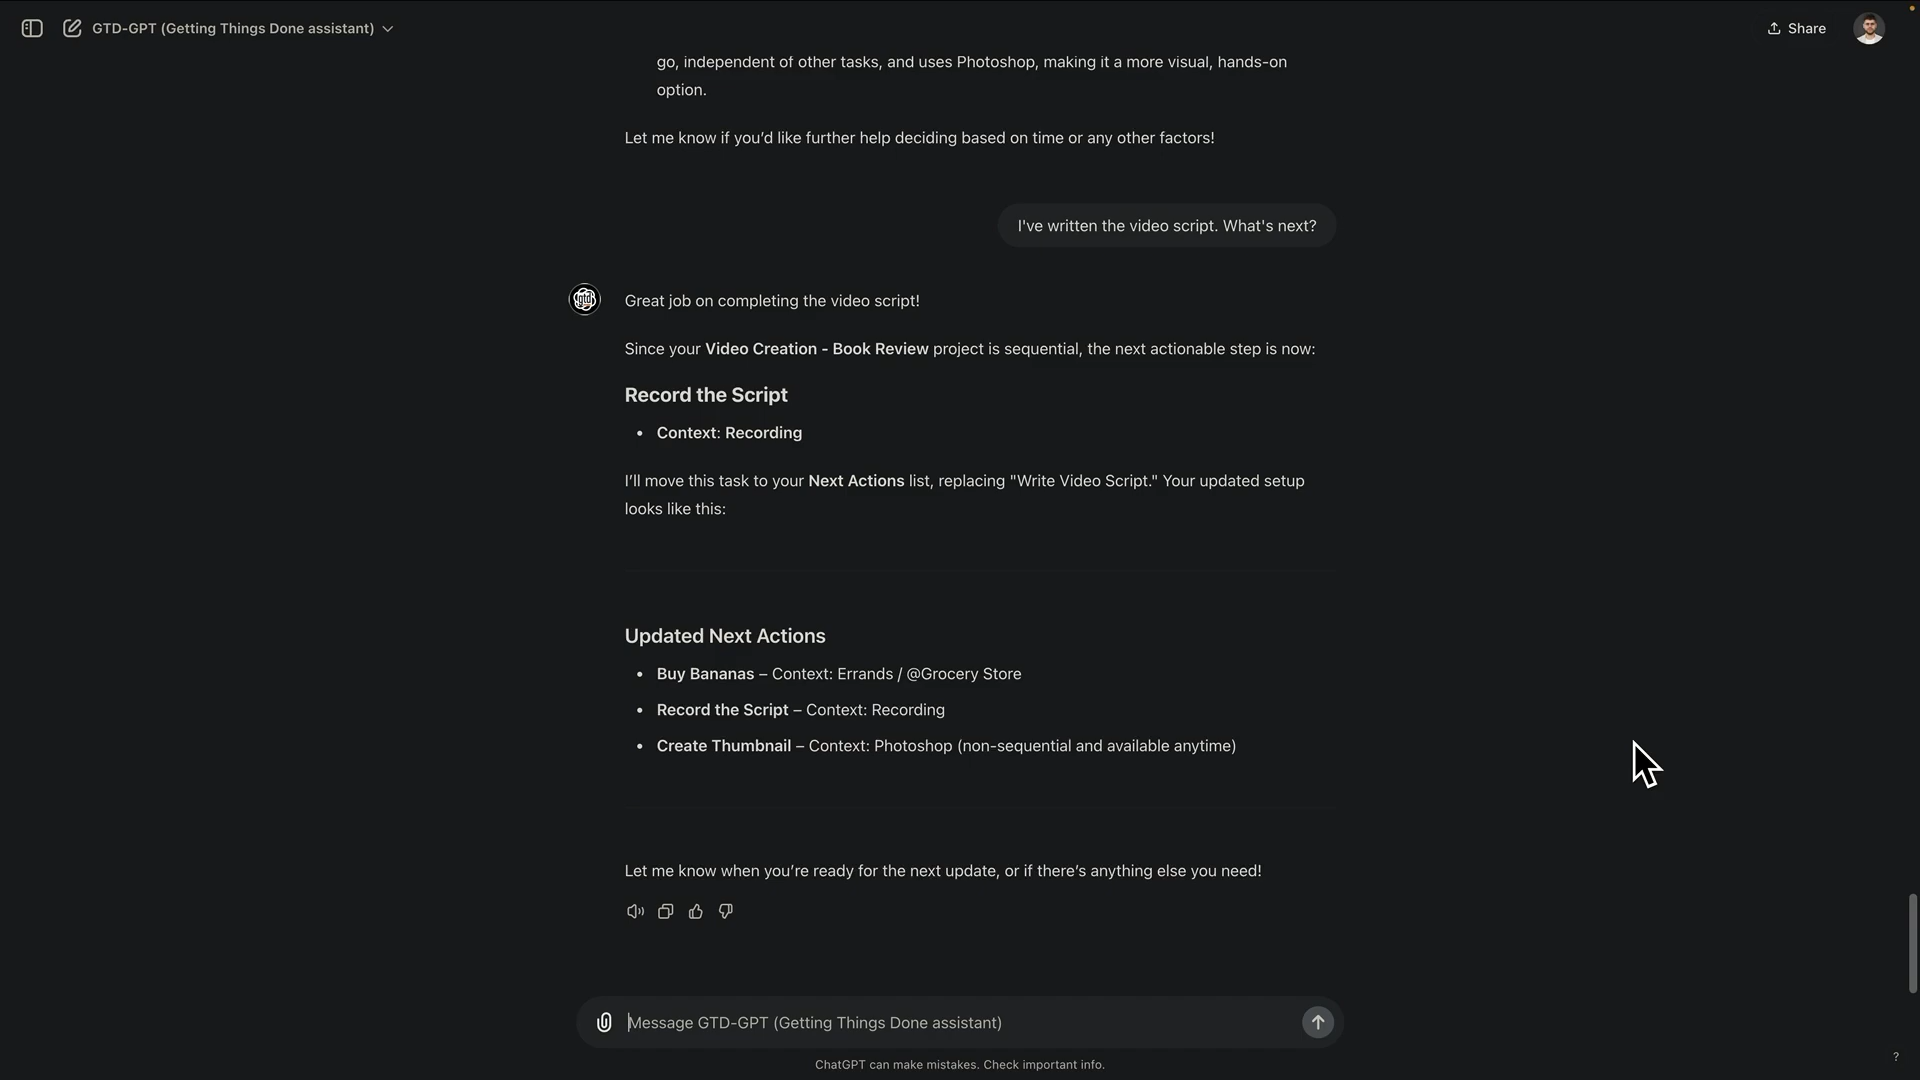 GTD-GPT (Getting Things Done assistant)
Share
go, independent of other tasks, and uses Photoshop, making it a more visual, hands-on
option.
Let me know if you’d like further help deciding based on time or any other factors!
I've written the video script. What's next?
gtd
Great job on completing the video script!
Since your Video Creation - Book Review project is sequential, the next actionable step is now:
Record the Script
• Context: Recording
I’ll move this task to your Next Actions list, replacing "Write Video Script." Your updated setup
looks like this:
Updated Next Actions
• Buy Bananas – Context: Errands / @Grocery Store
• Record the Script – Context: Recording
• Create Thumbnail – Context: Photoshop (non-sequential and available anytime)
Let me know when you’re ready for the next update, or if there’s anything else you need!
Message GTD-GPT (Getting Things Done assistant)
ChatGPT can make mistakes. Check important info.
?